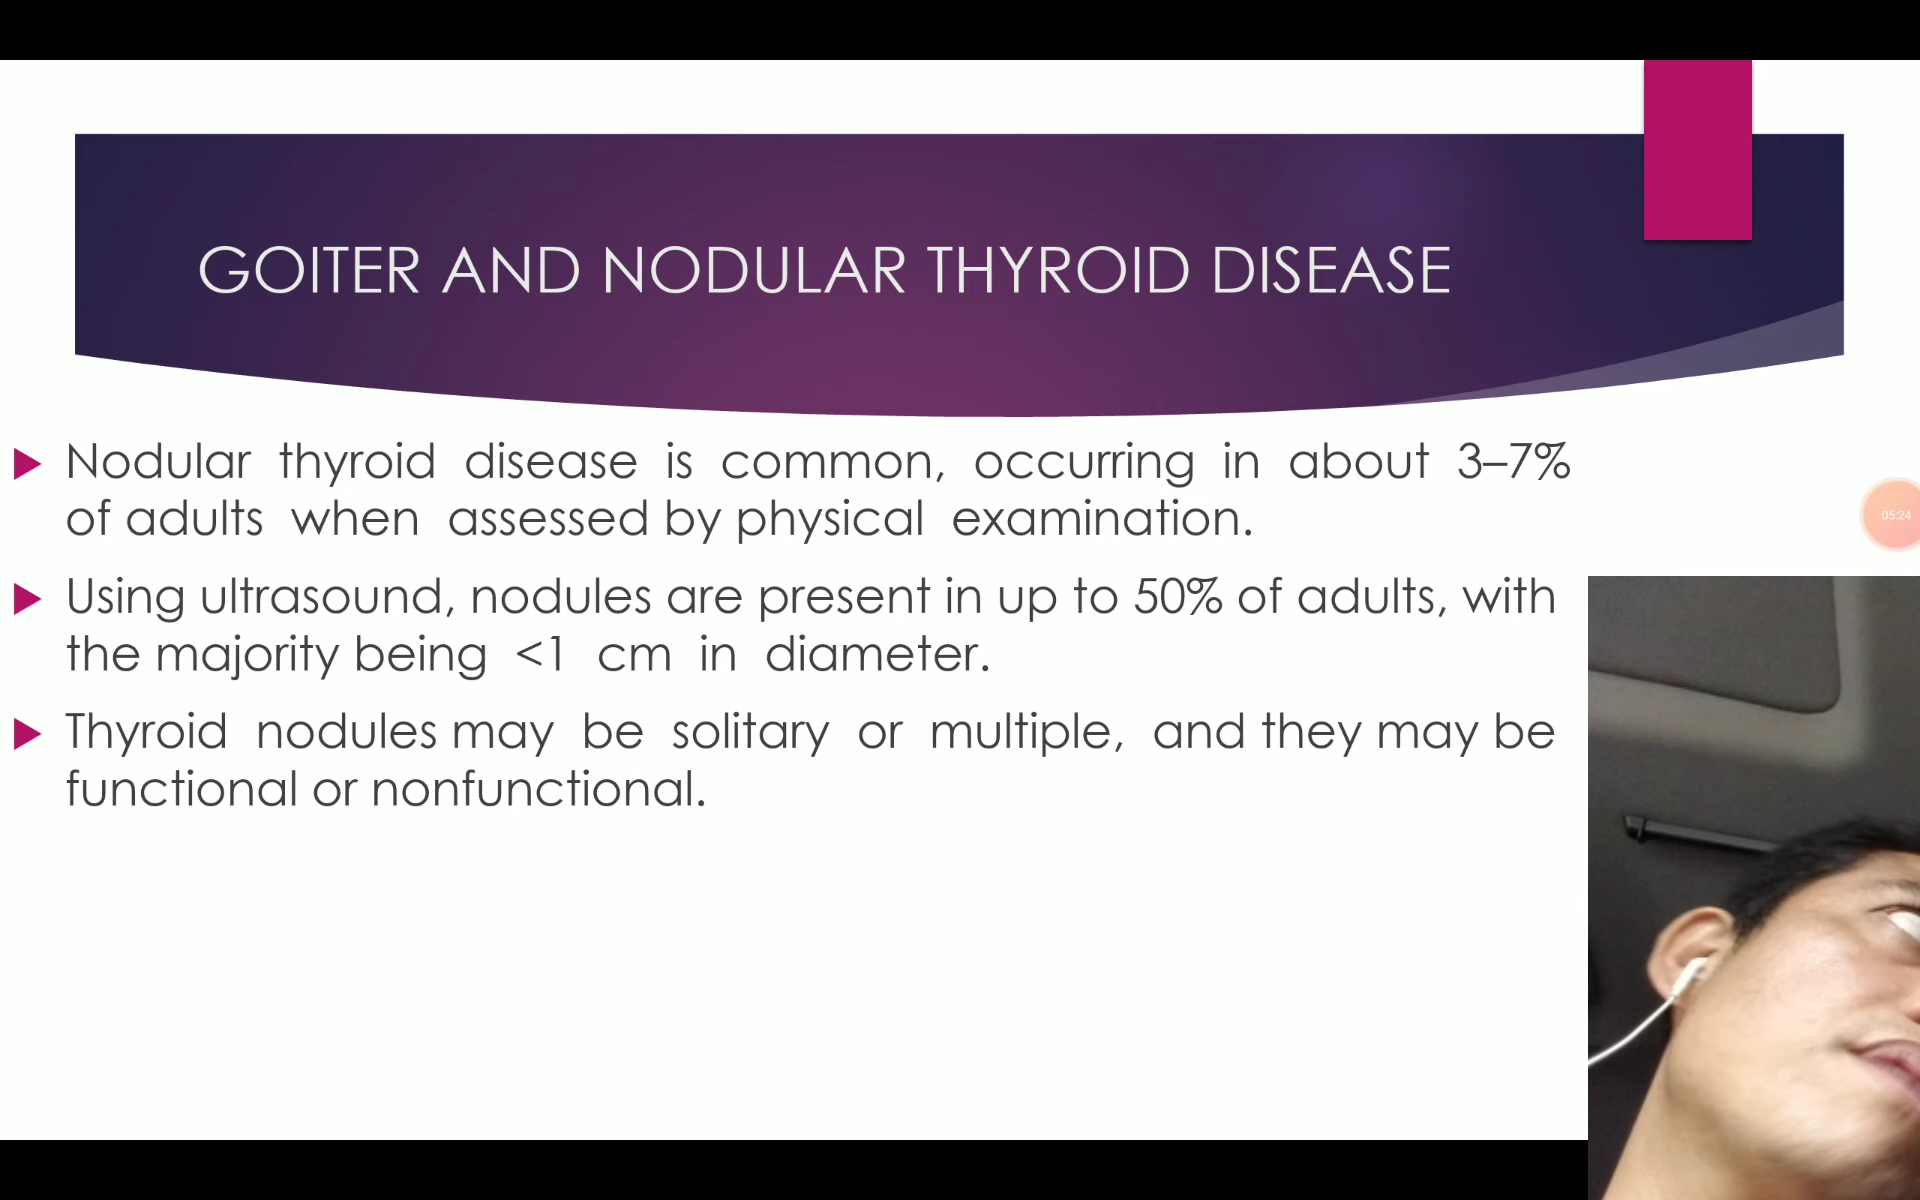 GOITER AND NODULAR THYROID DISEASE
Nodular thyroid disease is common, occurring in about 3–7%
of adults when assessed by physical examination.
Using ultrasound, nodules are present in up to 50% of adults, with
the majority being <1 cm in diameter.
Thyroid nodules may be solitary or multiple, and they may be
functional or nonfunctional.
05:24